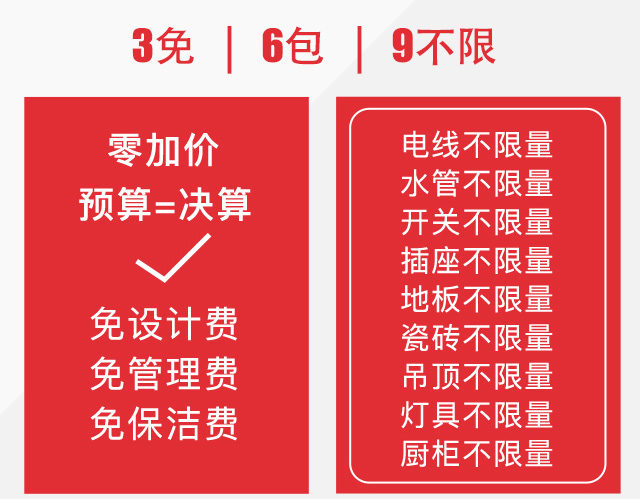 3免 | 6包 | 9不限
零加价
预算=决算
免设计费
免管理费
免保洁费
电线不限量
水管不限量
开关不限量
插座不限量
地板不限量
瓷砖不限量
吊顶不限量
灯具不限量
厨柜不限量